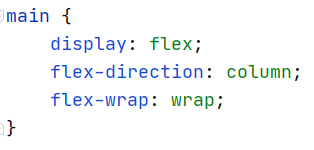 main {
    display: flex;
    flex-direction: column;
    flex-wrap: wrap;
}